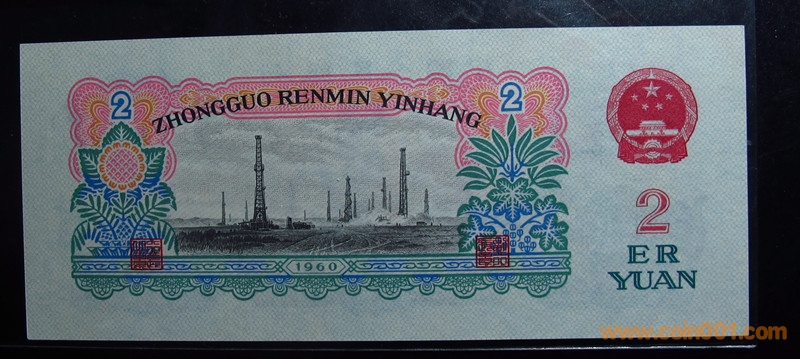 2
ZHONGGUO RENMIN YINHANG
2
1960
2
ER
YUAN
www.coin001.com